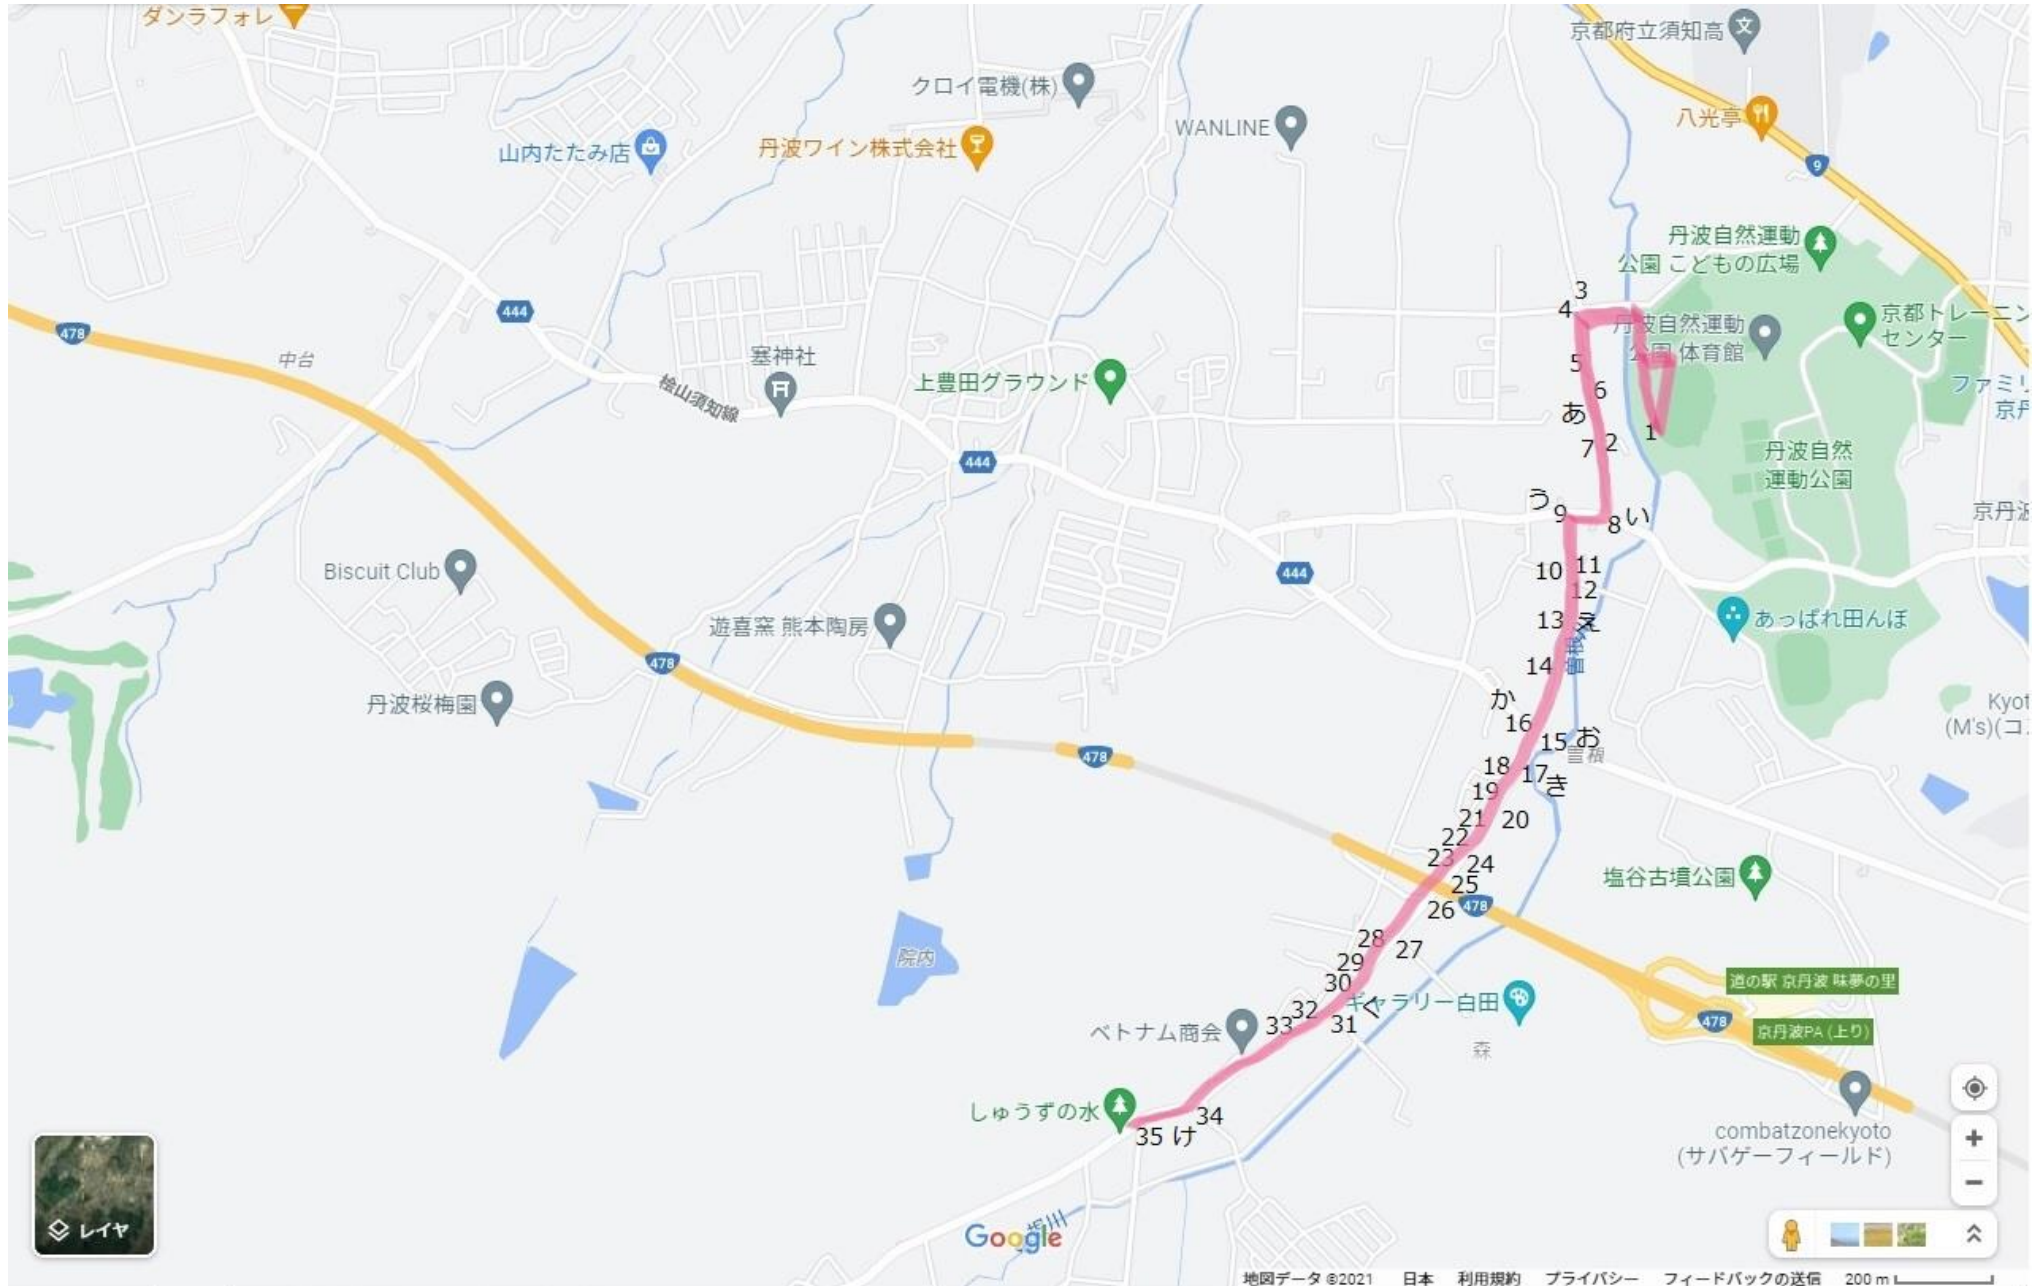 ダンラフォレ
京都府立須知高
クロイ電機(株)
八光亭
WANLINE
山内たたみ店
丹波ワイン株式会社
9
丹波自然運動
公園 こどもの広場
3
4
444
478
京都トレーニン
センター
丹波自然運動
公園 体育館
中台
塞神社
5
桧山須知線
上豊田グラウンド
6
ファミリ
京丹
あ
1
7
2
丹波自然
運動公園
444
う
9
8
い
京丹波
Biscuit Club
10
11
444
12
あっぱれ田んぼ
13
え
遊喜窯 熊本陶房
曽根
14
478
丹波桜梅園
か
16
Kyot
(M's)(コ
15
お
曽根
478
18
17
き
19
21
20
22
23
24
塩谷古墳公園
25
26
478
28
27
院内
29
道の駅 京丹波 味夢の里
30
ギャラリー白田
く
32
31
33
478
京丹波PA (上り)
ベトナム商会
森
しゅうずの水
34
35
け
combatzonekyoto
(サバゲーフィールド)
レイヤ
Google
地図データ ©2021 日本 利用規約 プライバシー フィードバックの送信 200 m